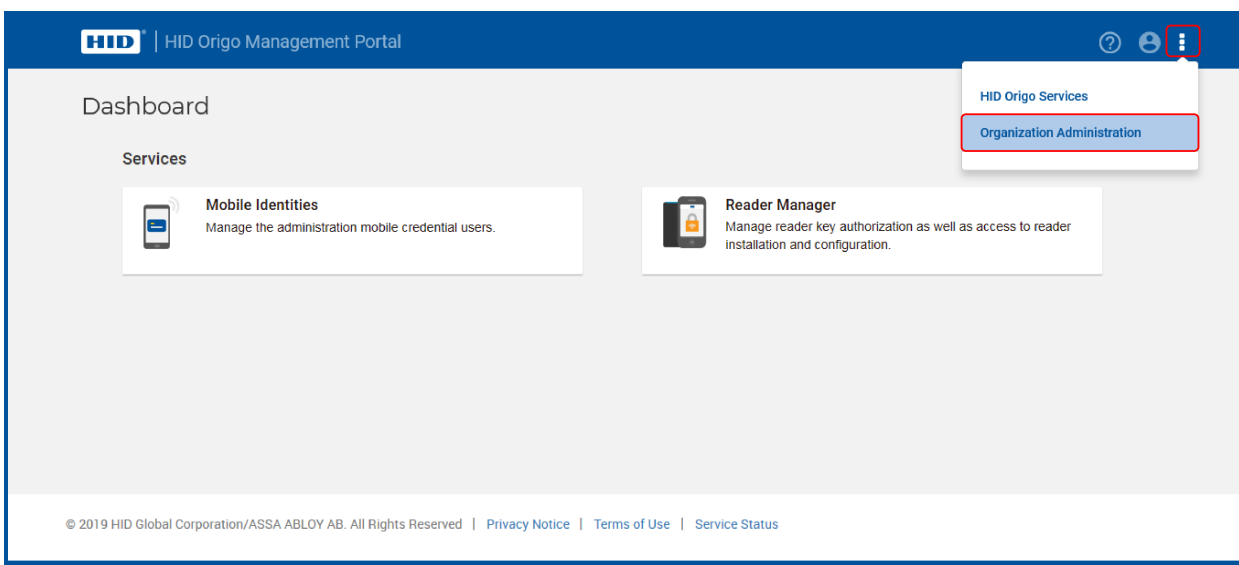 HID | HID Origo Management Portal
HID Origo Services
Organization Administration
Dashboard
Services
Mobile Identities
Manage the administration mobile credential users.
Reader Manager
Manage reader key authorization as well as access to reader
installation and configuration.
© 2019 HID Global Corporation/ASSA ABLOY AB. All Rights Reserved | Privacy Notice | Terms of Use | Service Status